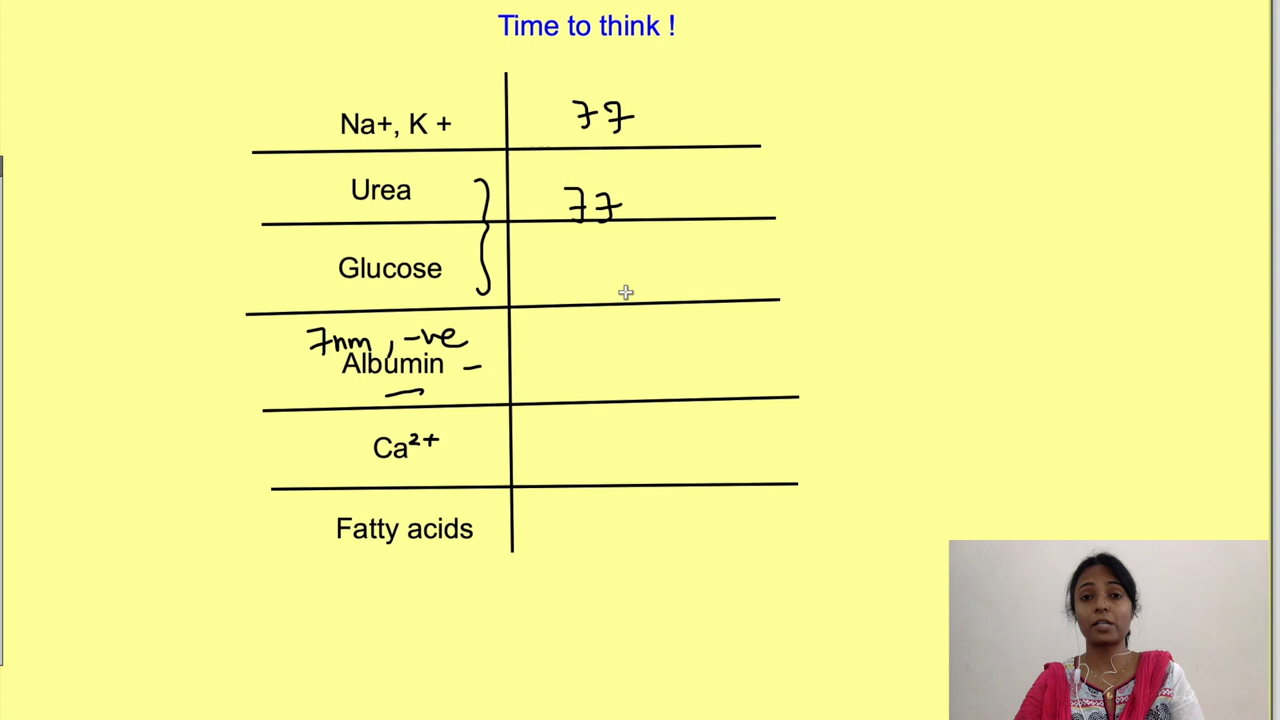 Time to think !
Na+, K + 77
Urea 77
Glucose
7nm, -ve
Albumin -
Ca²⁺
Fatty acids